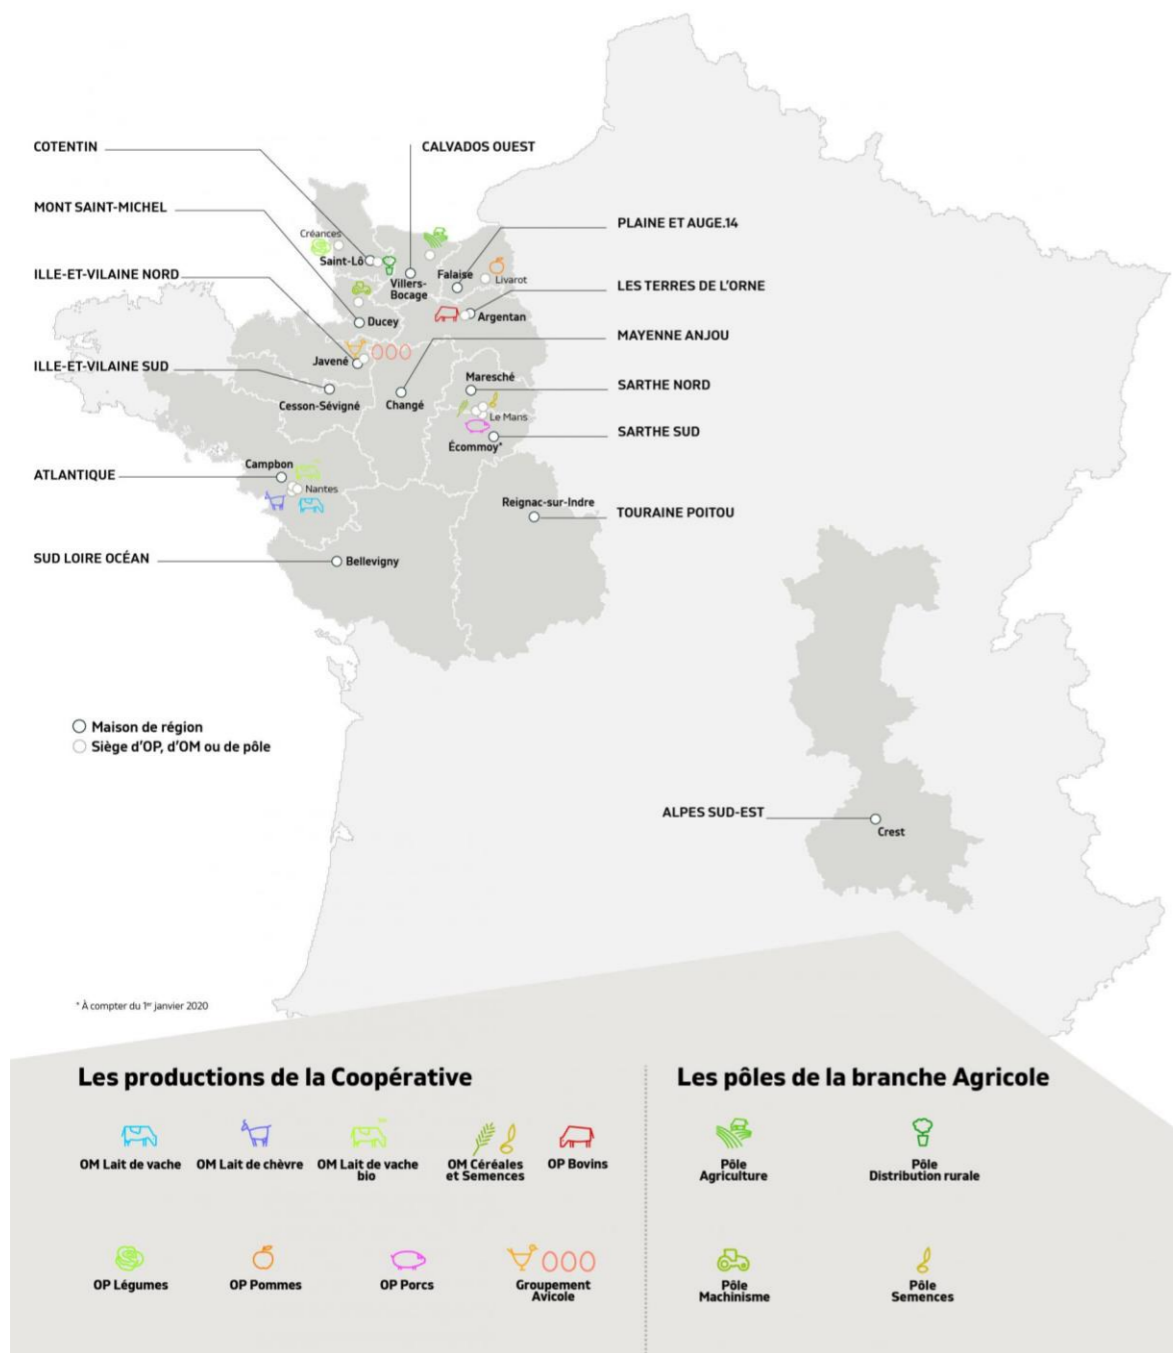 COTENTIN
CALVADOS OUEST
MONT SAINT-MICHEL
PLAINE ET AUGE.14
Créances
Saint-Lô
Villers-
Bocage
Falaise
Livarot
ILLE-ET-VILAINE NORD
LES TERRES DE L'ORNE
Ducey
Argentan
MAYENNE ANJOU
Javené
ILLE-ET-VILAINE SUD
Maresché
SARTHE NORD
Cesson-Sévigné
Changé
Le Mans
SARTHE SUD
Écommoy*
ATLANTIQUE
Campbon
Nantes
Reignac-sur-Indre
TOURAINE POITOU
SUD LOIRE OCÉAN
Bellevigny
Maison de région
Siège d'OP, d'OM ou de pôle
ALPES SUD-EST
Crest
* À compter du 1er janvier 2020
Les productions de la Coopérative
OM Lait de vache
OM Lait de chèvre
OM Lait de vache
bio
OM Céréales
et Semences
OP Bovins
OP Légumes
OP Pommes
OP Porcs
Groupement
Avicole
Les pôles de la branche Agricole
Pôle
Agriculture
Pôle
Distribution rurale
Pôle
Machinisme
Pôle
Semences